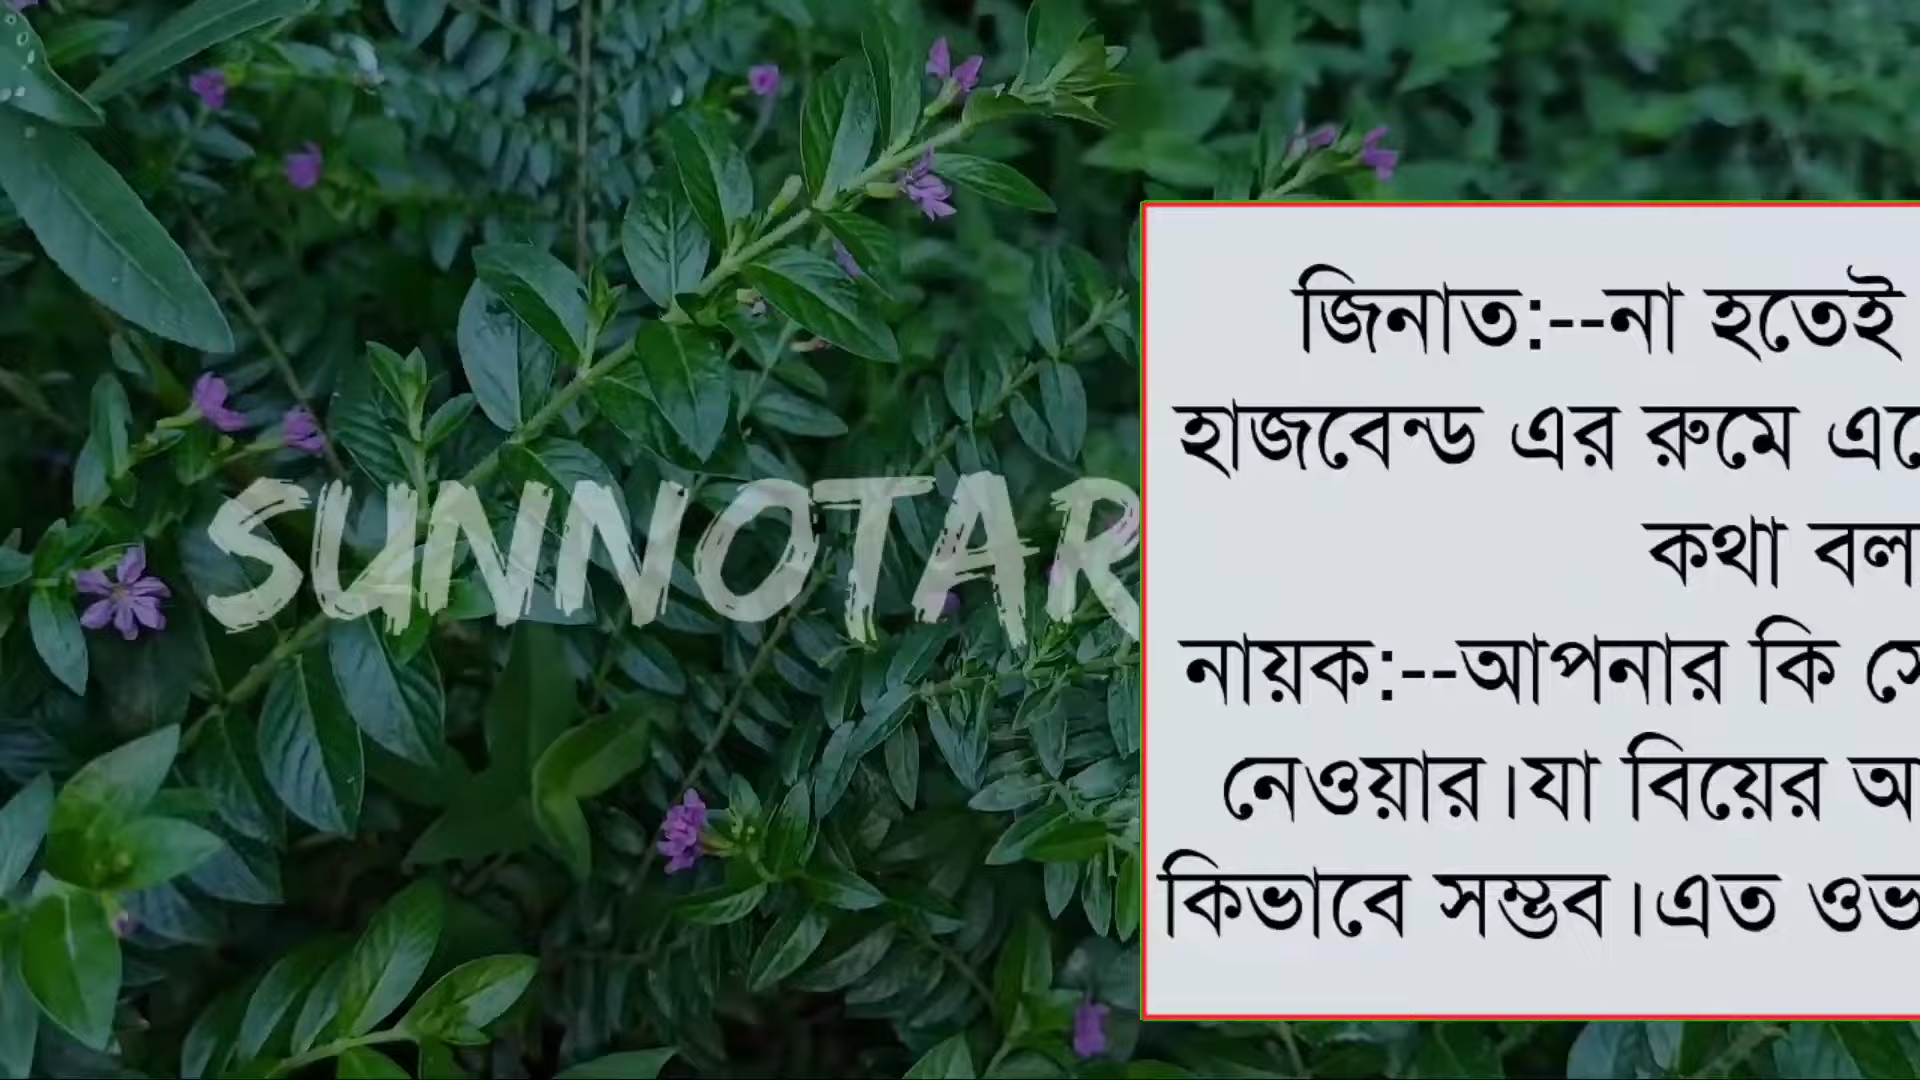 SUNNOTAR
জিনাত:--না হতেই
হাজবেন্ড এর রুমে
কথা বল
নায়ক:--আপনার কি
নেওয়ার।যা বিয়ের
কিভাবে সম্ভব।এত